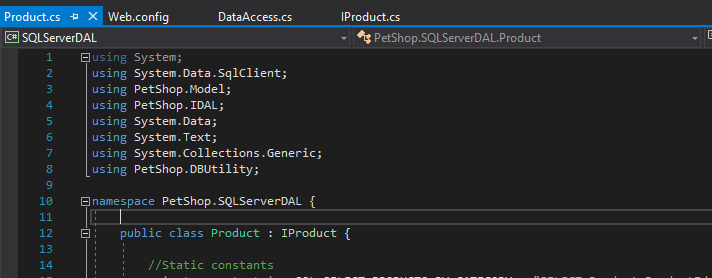 Product.cs Web.config DataAccess.cs IProduct.cs
C# SQLServerDAL PetShop.SQLServerDAL.Product
1 using System;
2 using System.Data.SqlClient;
3 using PetShop.Model;
4 using PetShop.IDAL;
5 using System.Data;
6 using System.Text;
7 using System.Collections.Generic;
8 using PetShop.DBUtility;
9
10 namespace PetShop.SQLServerDAL {
11
12 public class Product : IProduct {
13
14 //Static constants